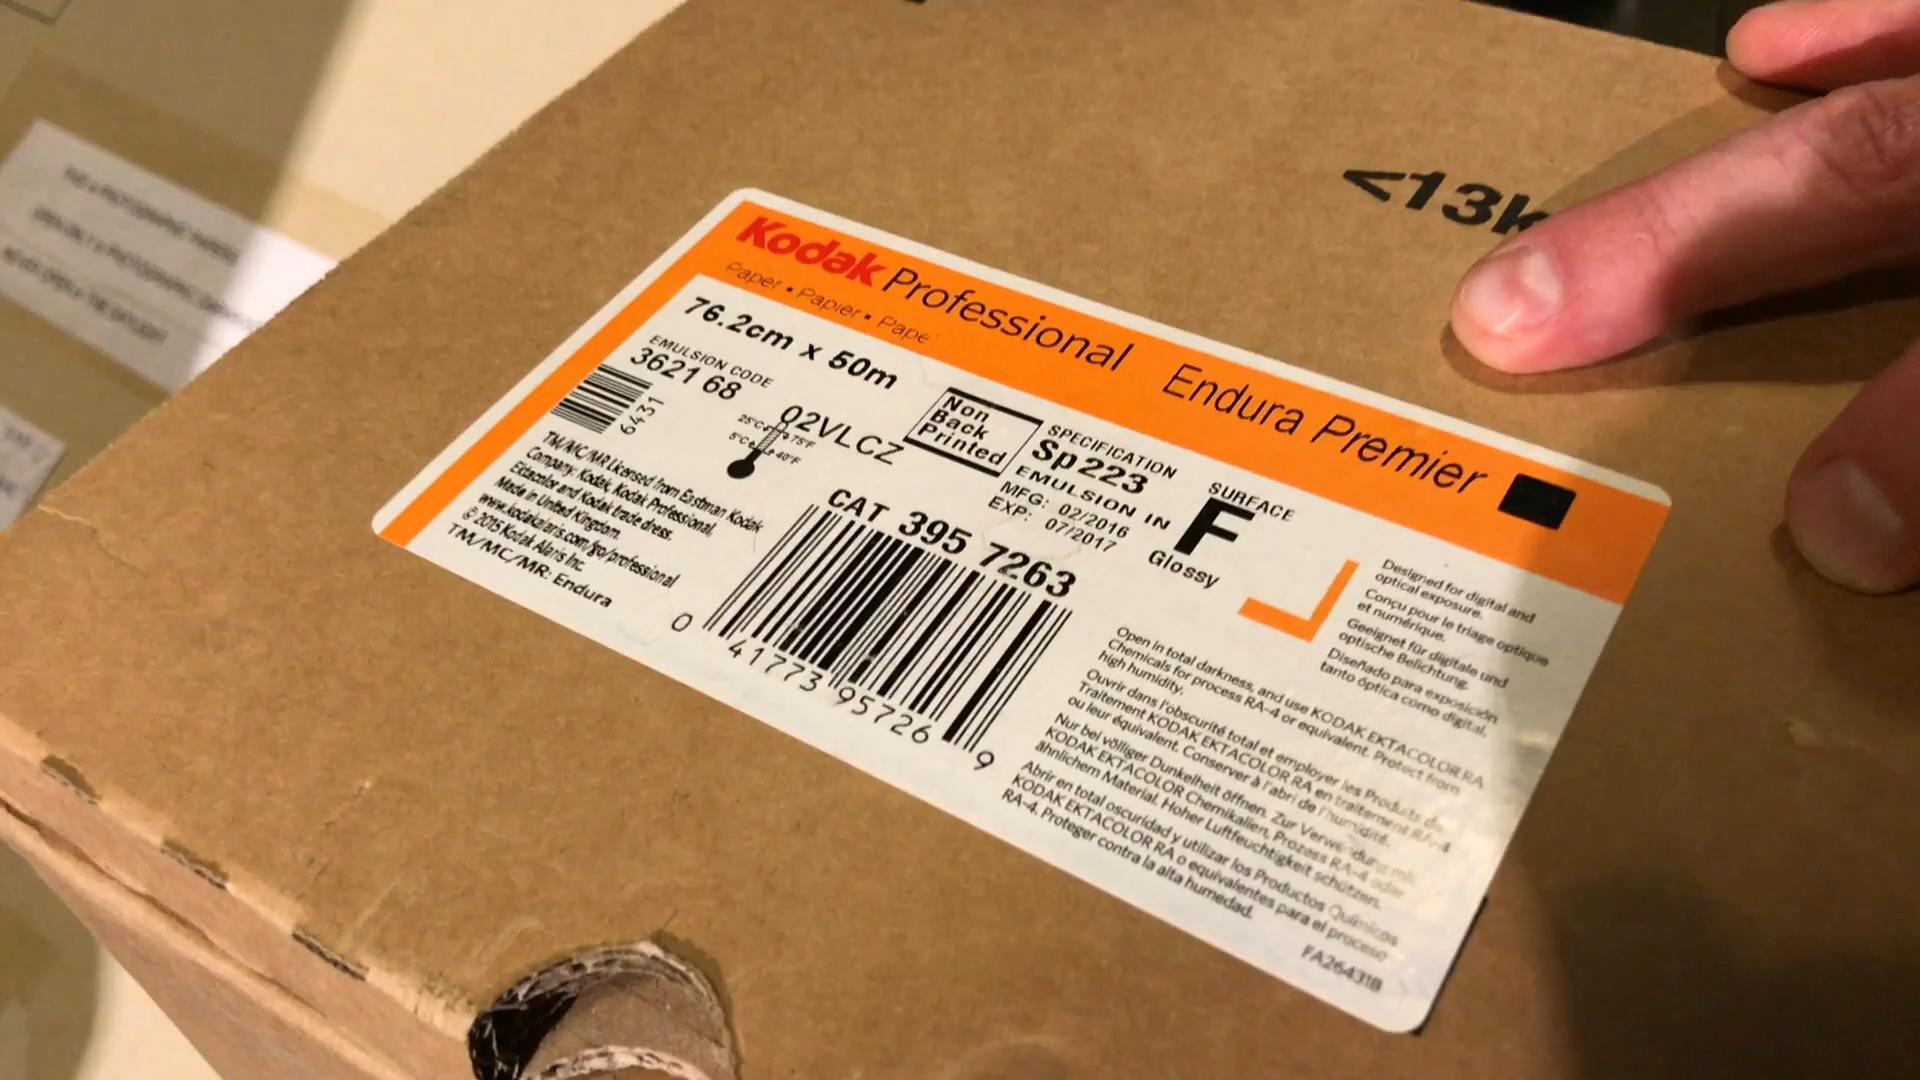 <13K
Kodak Professional Endura Premier
Paper • Papier • Pape
76.2cm x 50m
EMULSION CODE
3621 68
6431
02VLCZ
25°C 75°F
5°C 40°F
Non
Back
Printed
SPECIFICATION
Sp223
EMULSION IN
MFG: 02/2016
EXP: 07/2017
SURFACE
F
Glossy
TM/MC/MR Licensed from Eastman Kodak
Company: Kodak, Kodak Professional,
Ektacolor and Kodak trade dress.
Made in United Kingdom.
www.kodakalaris.com/go/professional
© 2015 Kodak Alaris Inc.
TM/MC/MR: Endura
CAT 395 7263
0 41773 95726 9
Designed for digital and
optical exposure.
Conçu pour le triage optique
et numérique.
Geeignet für digitale und
optische Belichtung.
Diseñado para exposición
tanto óptica como digital.
Open in total darkness, and use KODAK EKTACOLOR RA
Chemicals for process RA-4 or equivalent. Protect from
high humidity.
Ouvrir dans l'obscurité total et employer les Produits de
Traitement KODAK EKTACOLOR RA en traitement RA-4
ou leur équivalent. Conserver à l'abri de l'humidité.
Nur bei völliger Dunkelheit öffnen. Zur Verwendung mit
KODAK EKTACOLOR Chemikalien, Prozess RA-4 oder
ähnlichem Material. Hoher Luftfeuchtigkeit schützen.
Abrir en total oscuridad y utilizar los Productos Químicos
KODAK EKTACOLOR RA o equivalentes para el proceso
RA-4. Proteger contra la alta humedad.
FA26431B